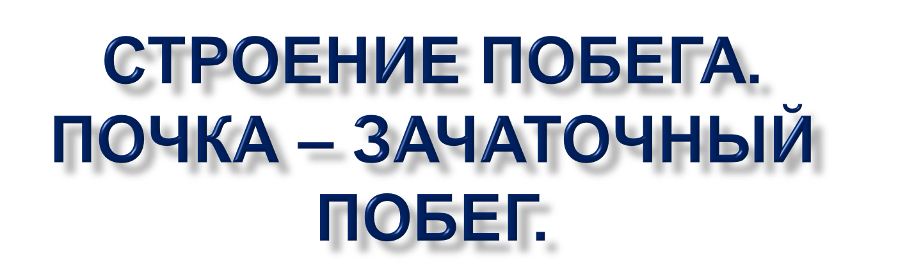 СТРОЕНИЕ ПОБЕГА.
ПОЧКА – ЗАЧАТОЧНЫЙ
ПОБЕГ.